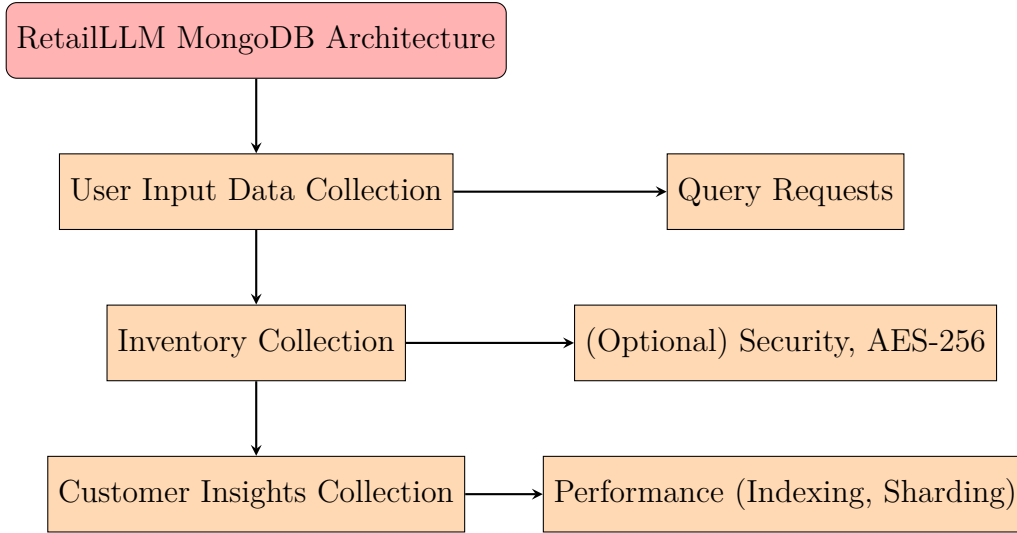 RetailLLM MongoDB Architecture
User Input Data Collection
Query Requests
Inventory Collection
(Optional) Security, AES-256
Customer Insights Collection
Performance (Indexing, Sharding)